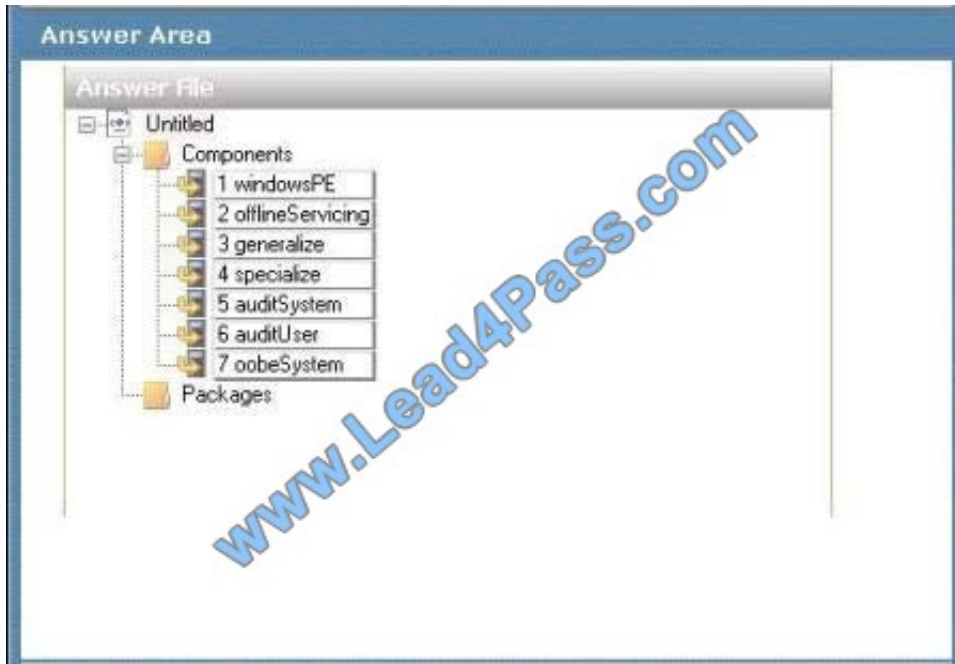 Answer Area
Answer File
Untitled
Components
1 windowsPE
2 offlineServicing
3 generalize
4 specialize
5 auditSystem
6 auditUser
7 oobeSystem
Packages
www.Lead4Pass.com